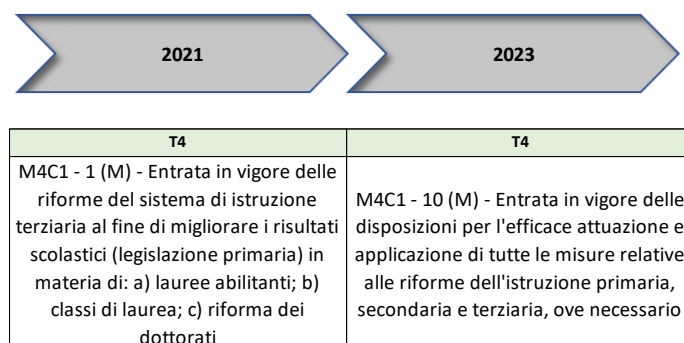 2021
2023
T4
T4
M4C1 - 1 (M) - Entrata in vigore delle
riforme del sistema di istruzione
terziaria al fine di migliorare i risultati
scolastici (legislazione primaria) in
materia di: a) lauree abilitanti; b)
classi di laurea; c) riforma dei
dottorati
M4C1 - 10 (M) - Entrata in vigore delle
disposizioni per l'efficace attuazione e
applicazione di tutte le misure relative
alle riforme dell'istruzione primaria,
secondaria e terziaria, ove necessario